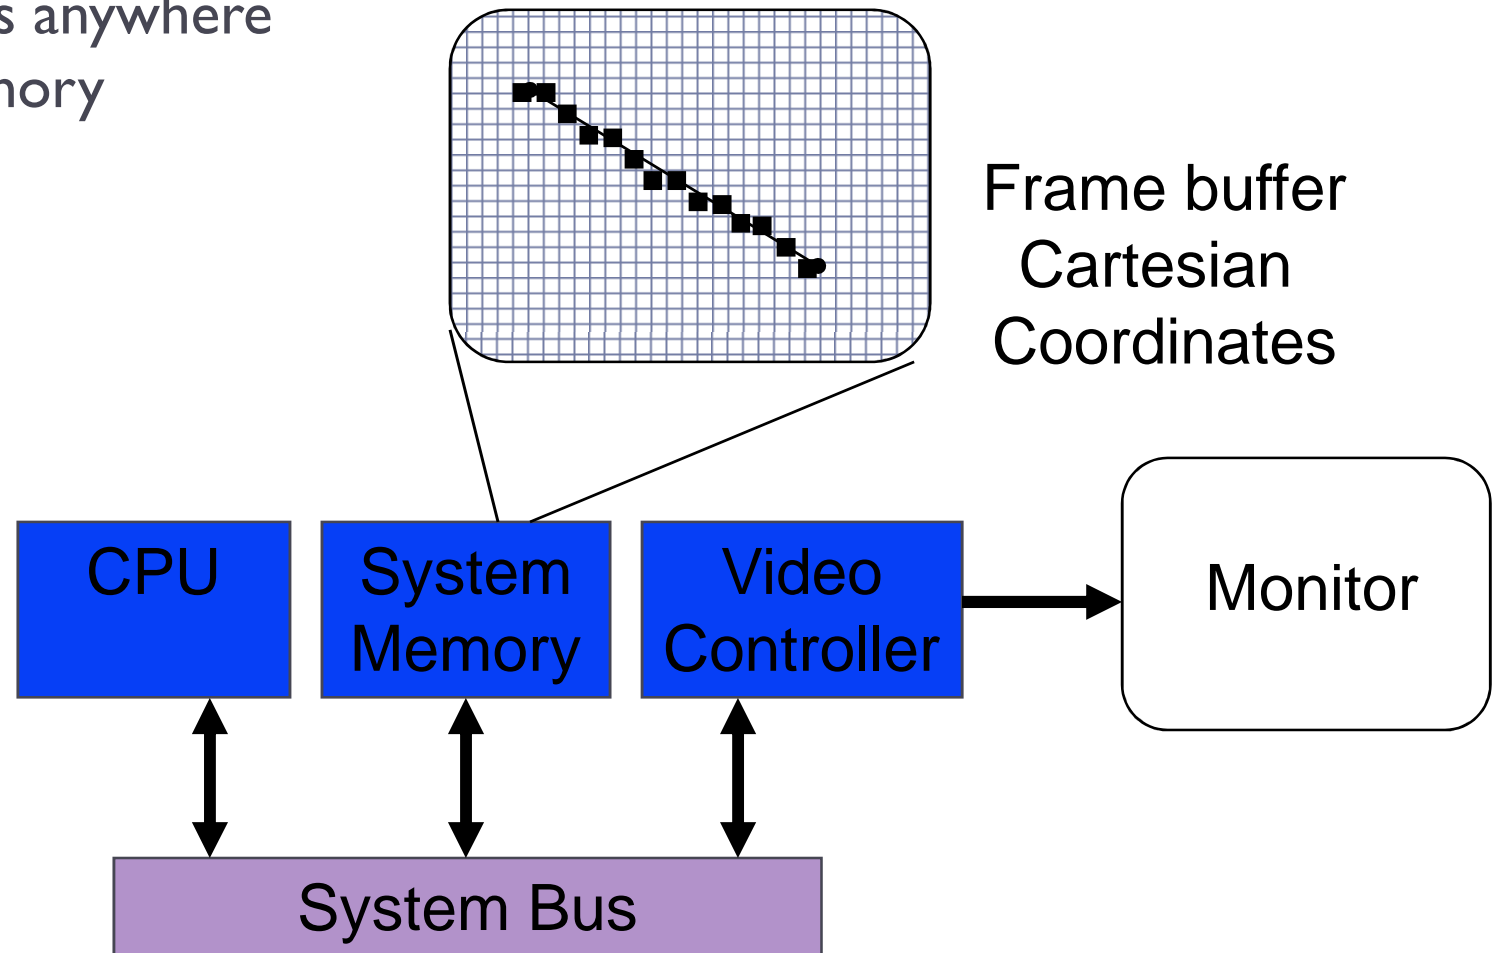 s anywhere
nory
Frame buffer
Cartesian
Coordinates
CPU
System
Memory
Video
Controller
Monitor
System Bus